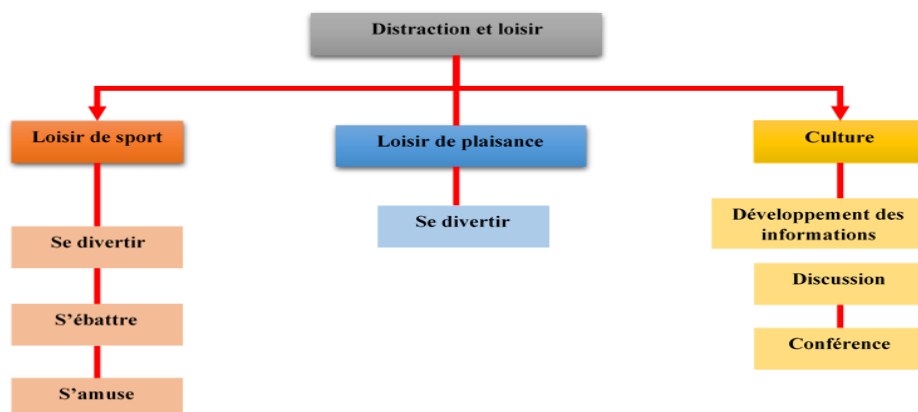 Distraction et loisir
Loisir de sport
Loisir de plaisance
Culture
Se divertir
S'ébattre
S'amuse
Se divertir
Développement des
informations
Discussion
Conférence